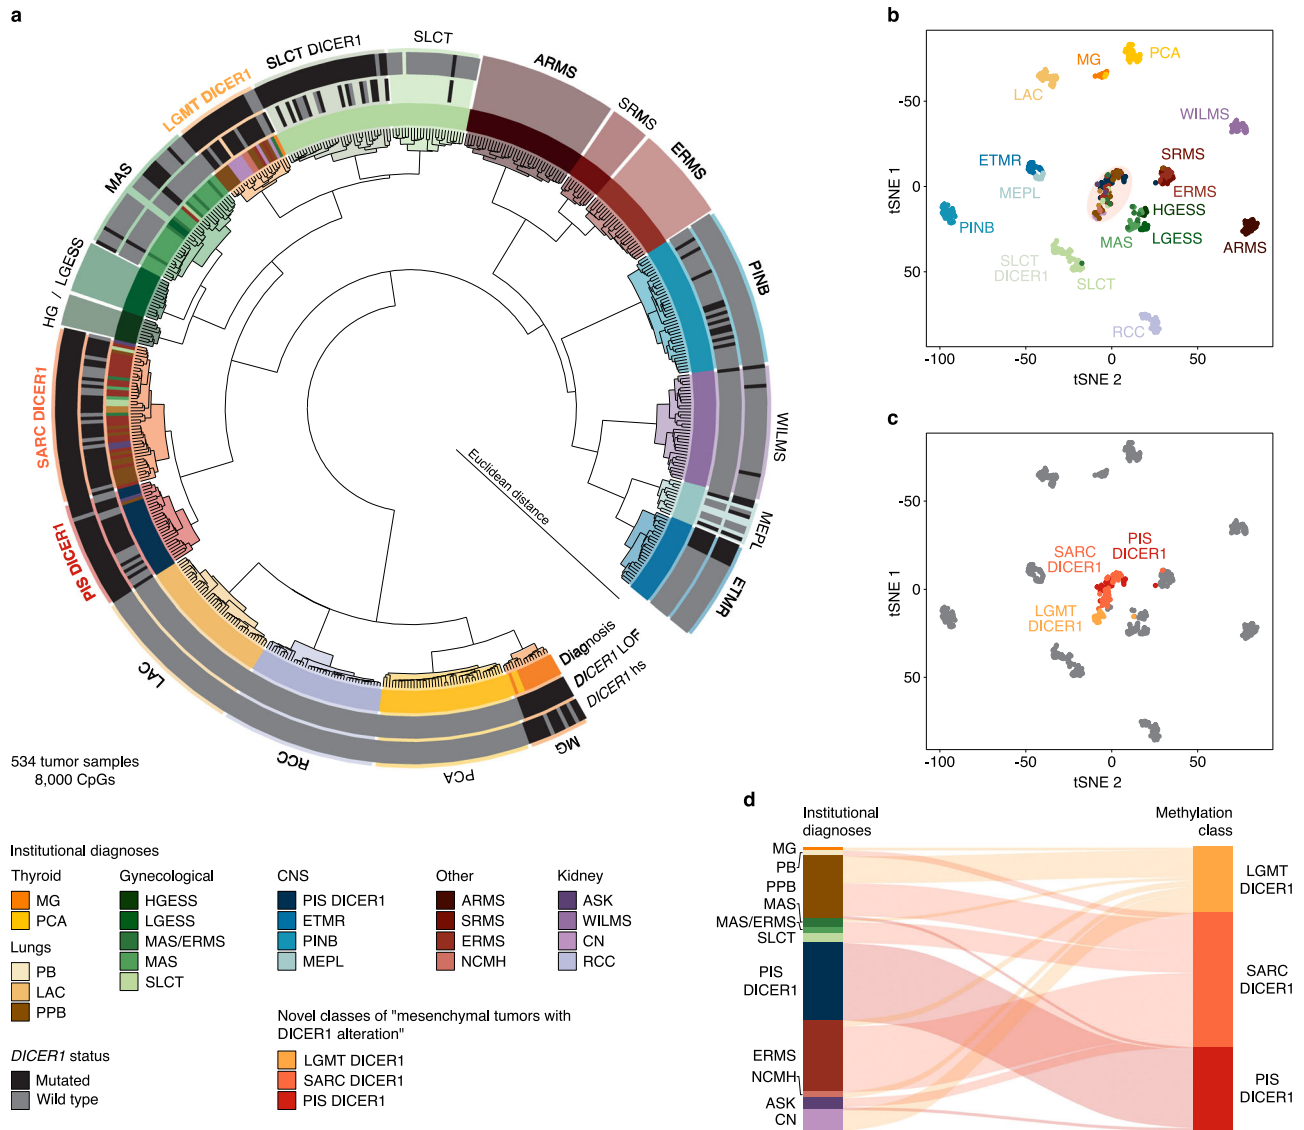 a
SLCT DICER1
SLCT
ARMS
SRMS
ERMS
LGMT DICER1
MAS
HG / LGESS
SARC DICER1
PIS DICER1
LAC
RCC
PCA
MG
PINB
WILMS
MEPL
ETMR
Euclidean distance
Diagnosis
DICER1 LOF
DICER1 hs
534 tumor samples
8,000 CpGs
b
-50
0
50
-100
-50
0
50
tSNE 1
tSNE 2
PCA
MG
LAC
WILMS
ETMR
MEPL
SRMS
ERMS
PINB
HGESS
MAS
LGESS
ARMS
SLCT
DICER1
SLCT
RCC
c
-50
0
50
-100
-50
0
50
tSNE 1
tSNE 2
SARC
DICER1
PIS
DICER1
LGMT
DICER1
d
Institutional
diagnoses
Methylation
class
MG
PB
PPB
MAS
MAS/ERMS
SLCT
PIS
DICER1
ERMS
NCMH
ASK
CN
LGMT
DICER1
SARC
DICER1
PIS
DICER1
Institutional diagnoses
Thyroid
MG
PCA
Lungs
PB
LAC
PPB
Gynecological
HGESS
LGESS
MAS/ERMS
MAS
SLCT
CNS
PIS DICER1
ETMR
PINB
MEPL
Other
ARMS
SRMS
ERMS
NCMH
Kidney
ASK
WILMS
CN
RCC
DICER1 status
Mutated
Wild type
Novel classes of "mesenchymal tumors with
DICER1 alteration"
LGMT DICER1
SARC DICER1
PIS DICER1